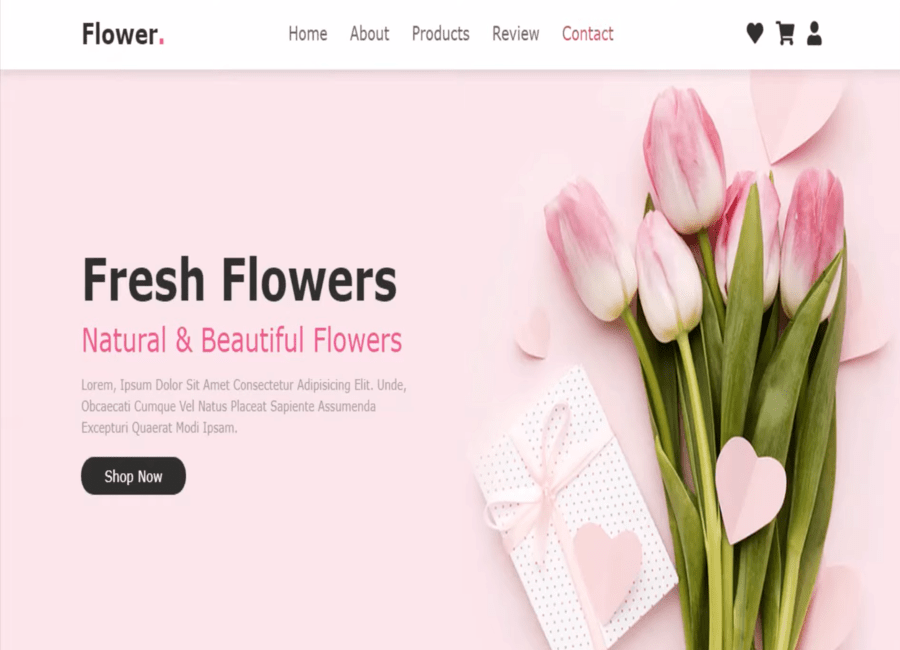 Flower.
Home About Products Review Contact
Fresh Flowers
Natural & Beautiful Flowers
Lorem, Ipsum Dolor Sit Amet Consectetur Adipisicing Elit. Unde,
Obcaecati Cumque Vel Natus Placeat Sapiente Assumenda
Excepturi Quaerat Modi Ipsam.
Shop Now